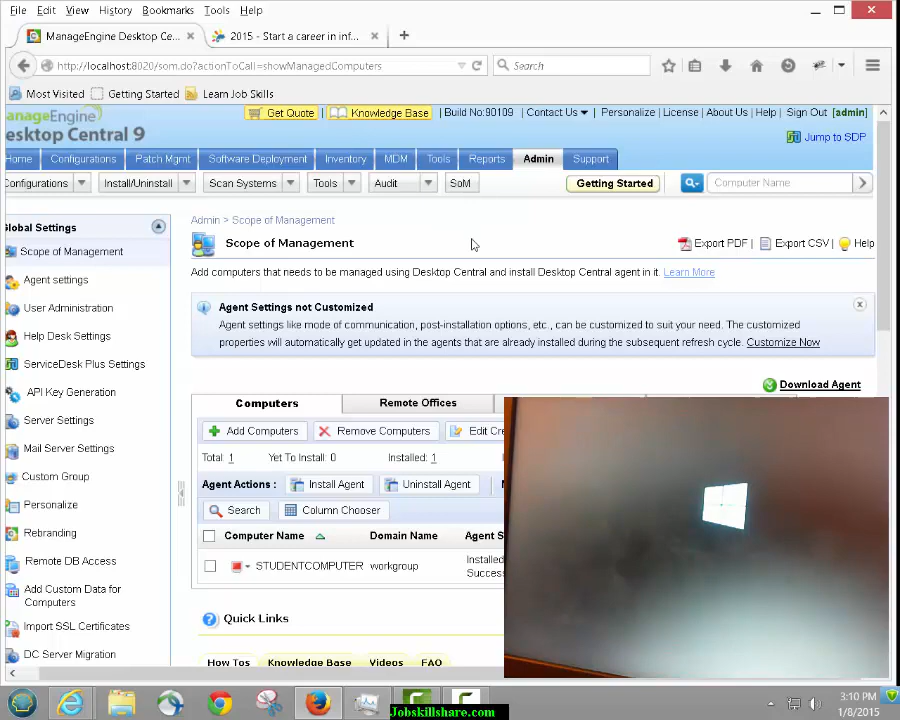 File Edit View History Bookmarks Tools Help
ManageEngine Desktop Ce... 2015 - Start a career in inf...
http://localhost:8020/som.do?actionToCall=showManagedComputers Search
Most Visited Getting Started Learn Job Skills
anageEngine Get Quote Knowledge Base Build No:90109 Contact Us Personalize License About Us Help Sign Out [admin]
esktop Central 9 Jump to SDP
Home Configurations Patch Mgmt Software Deployment Inventory MDM Tools Reports Admin Support
Configurations Install/Uninstall Scan Systems Tools Audit SoM Getting Started Computer Name
Global Settings
Scope of Management
Agent settings
User Administration
Help Desk Settings
ServiceDesk Plus Settings
API Key Generation
Server Settings
Mail Server Settings
Custom Group
Personalize
Rebranding
Remote DB Access
Add Custom Data for
Computers
Import SSL Certificates
DC Server Migration
Admin > Scope of Management
Scope of Management Export PDF | Export CSV | Help
Add computers that needs to be managed using Desktop Central and install Desktop Central agent in it. Learn More
Agent Settings not Customized
Agent settings like mode of communication, post-installation options, etc., can be customized to suit your need. The customized
properties will automatically get updated in the agents that are already installed during the subsequent refresh cycle. Customize Now
Download Agent
Computers Remote Offices
Add Computers Remove Computers Edit Cre
Total 1 Yet To Install: 0 Installed: 1
Agent Actions: Install Agent Uninstall Agent
Search Column Chooser
Computer Name Domain Name Agent S
STUDENTCOMPUTER workgroup Installed
Success
Quick Links
How Tos Knowledge Base Videos FAQ
3:10 PM
1/8/2015
Jobskillshare.com